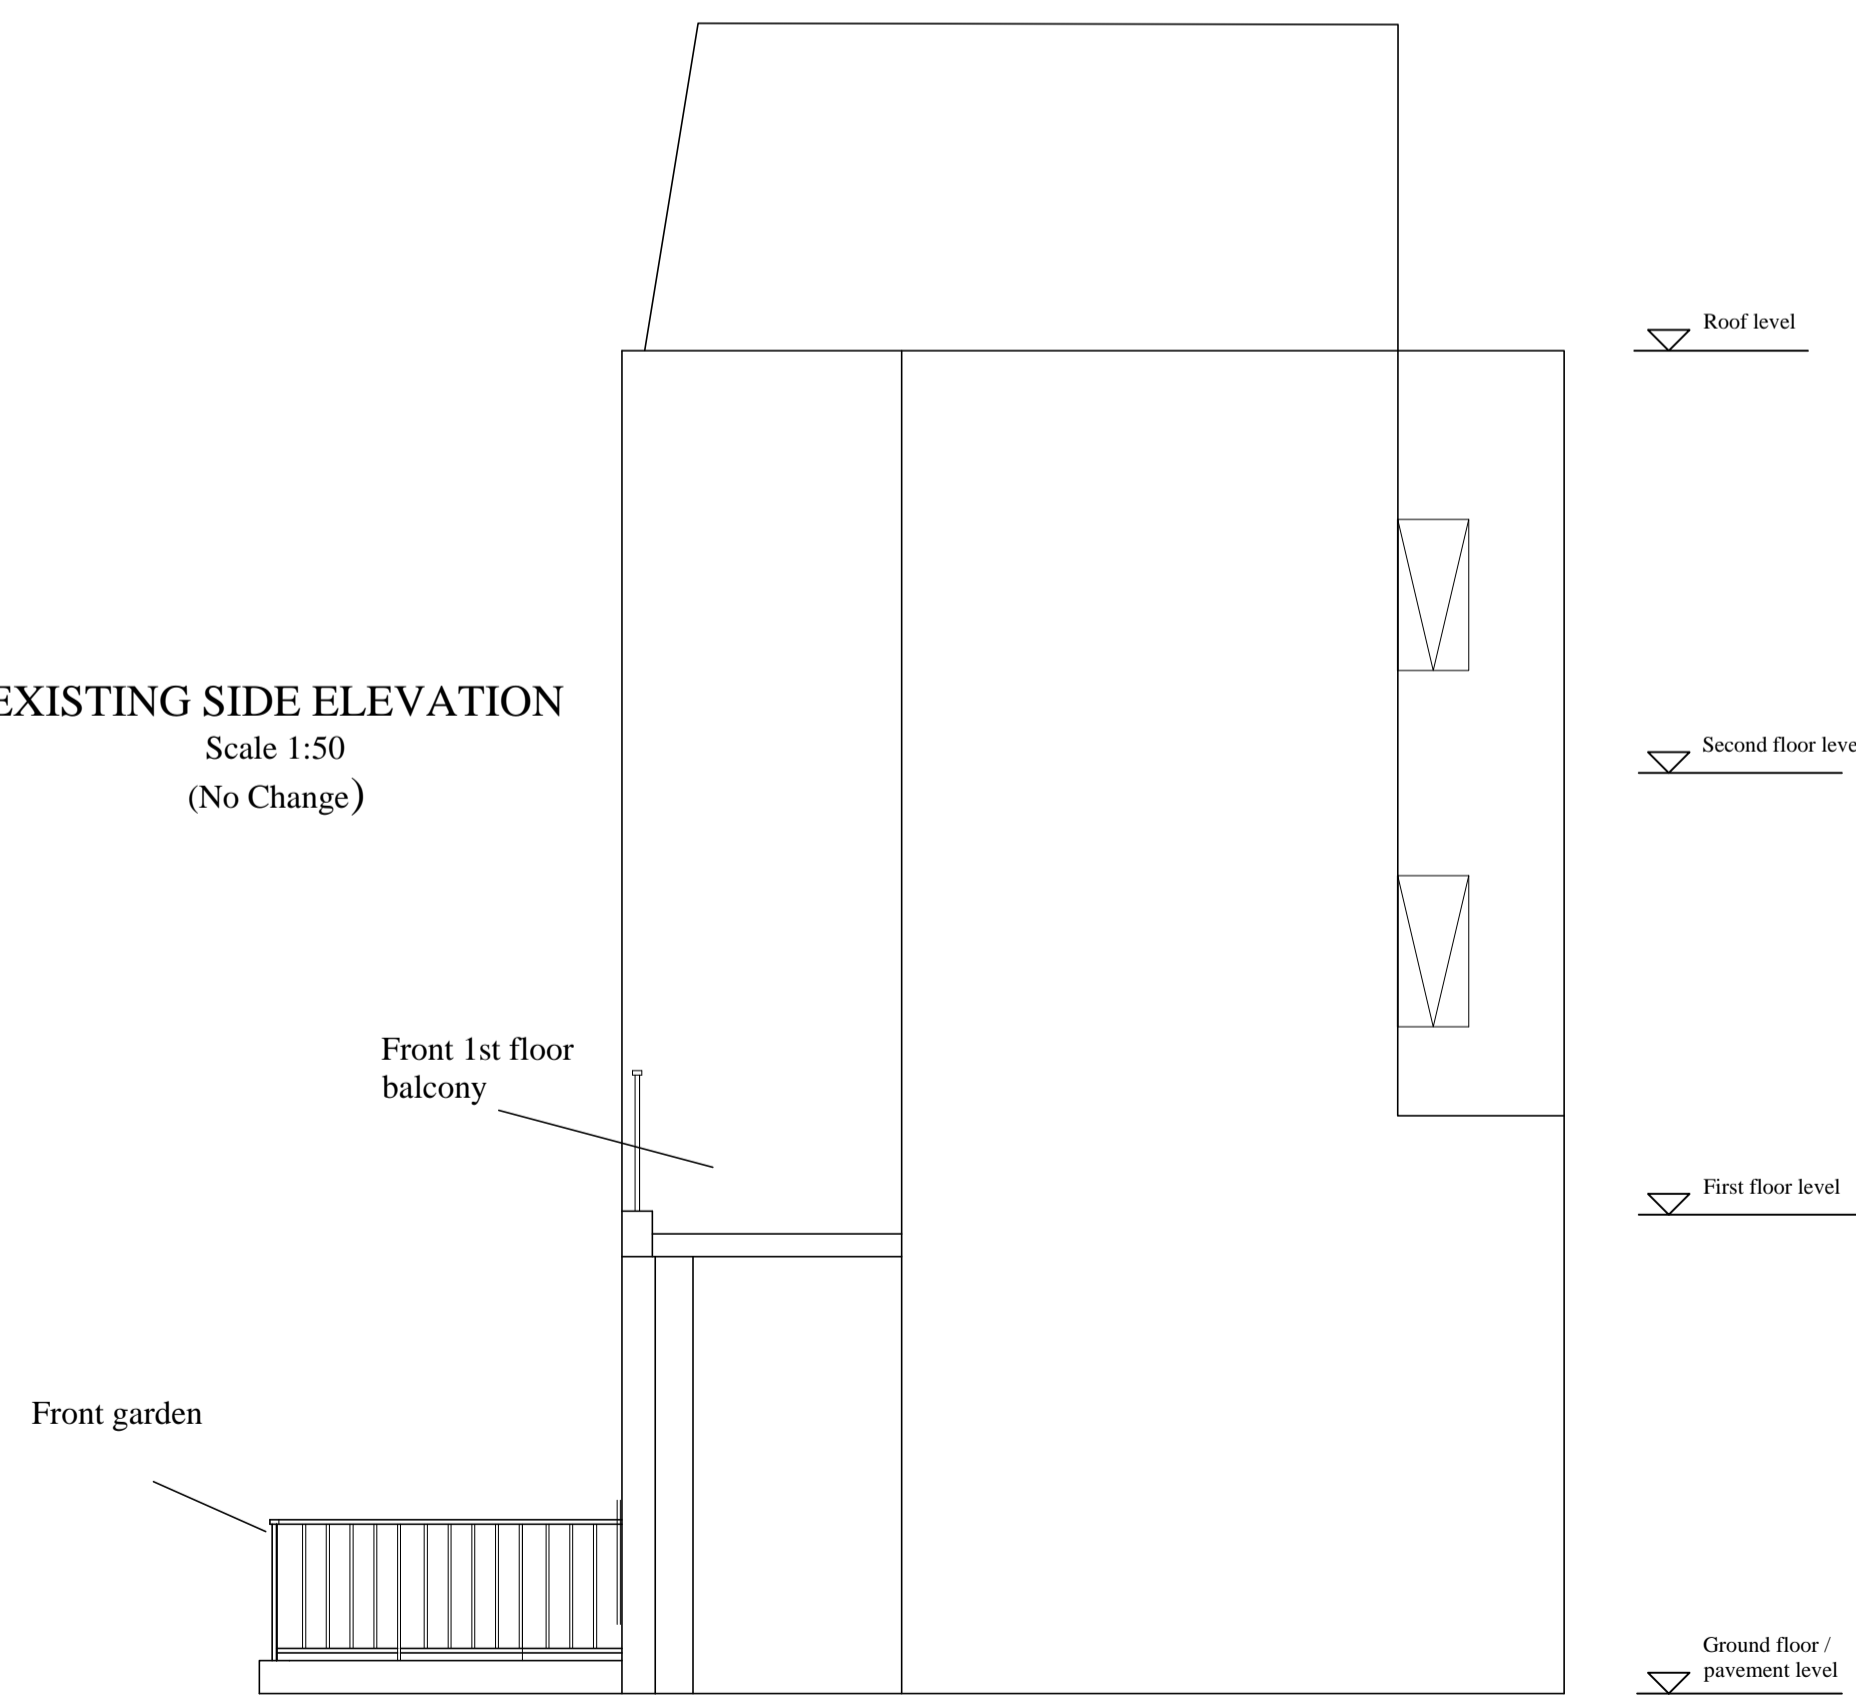 Roof level
EXISTING SIDE ELEVATION
Scale 1:50
(No Change)
Second floor leve
Front 1st floor
balcony
First floor level
Front garden
Ground floor /
pavement level